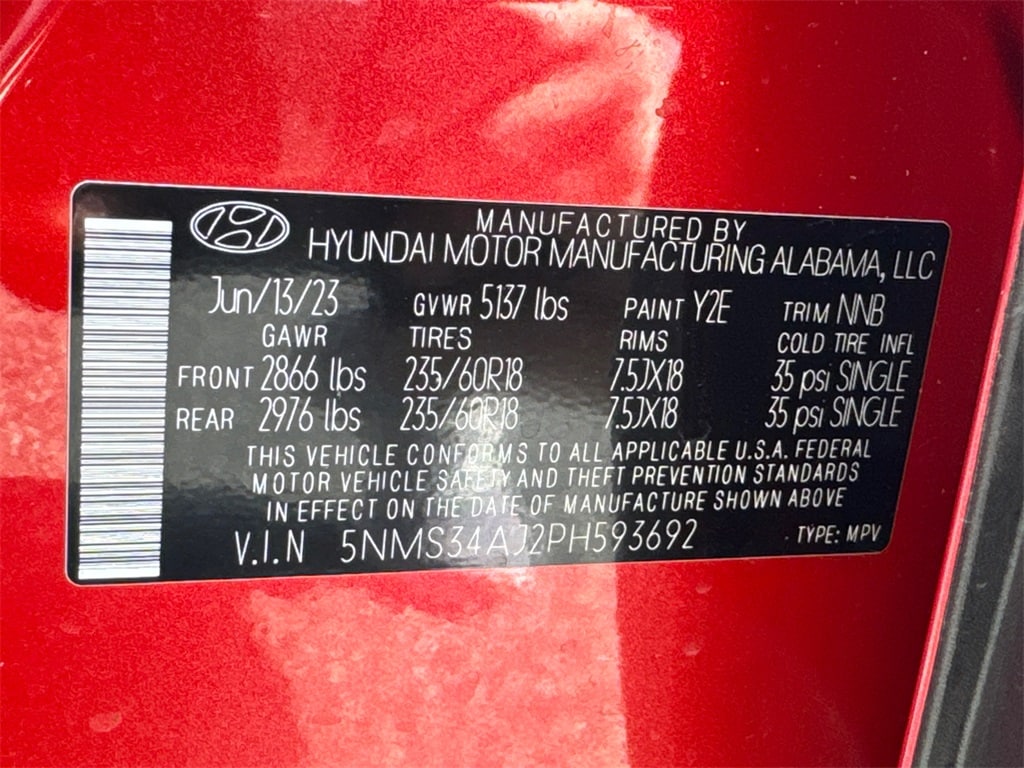 MANUFACTURED BY
HYUNDAI MOTOR MANUFACTURING ALABAMA, LLC
Jun/13/23 GVWR 5137 lbs PAINT Y2E TRIM NNB
GAWR TIRES RIMS COLD TIRE INFL
FRONT 2866 lbs 235/60R18 7.5JX18 35 psi SINGLE
REAR 2976 lbs 235/60R18 7.5JX18 35 psi SINGLE
THIS VEHICLE CONFORMS TO ALL APPLICABLE U.S.A. FEDERAL
MOTOR VEHICLE SAFETY AND THEFT PREVENTION STANDARDS
IN EFFECT ON THE DATE OF MANUFACTURE SHOWN ABOVE
V.I.N 5NMS34AJ2PH593692 TYPE: MPV